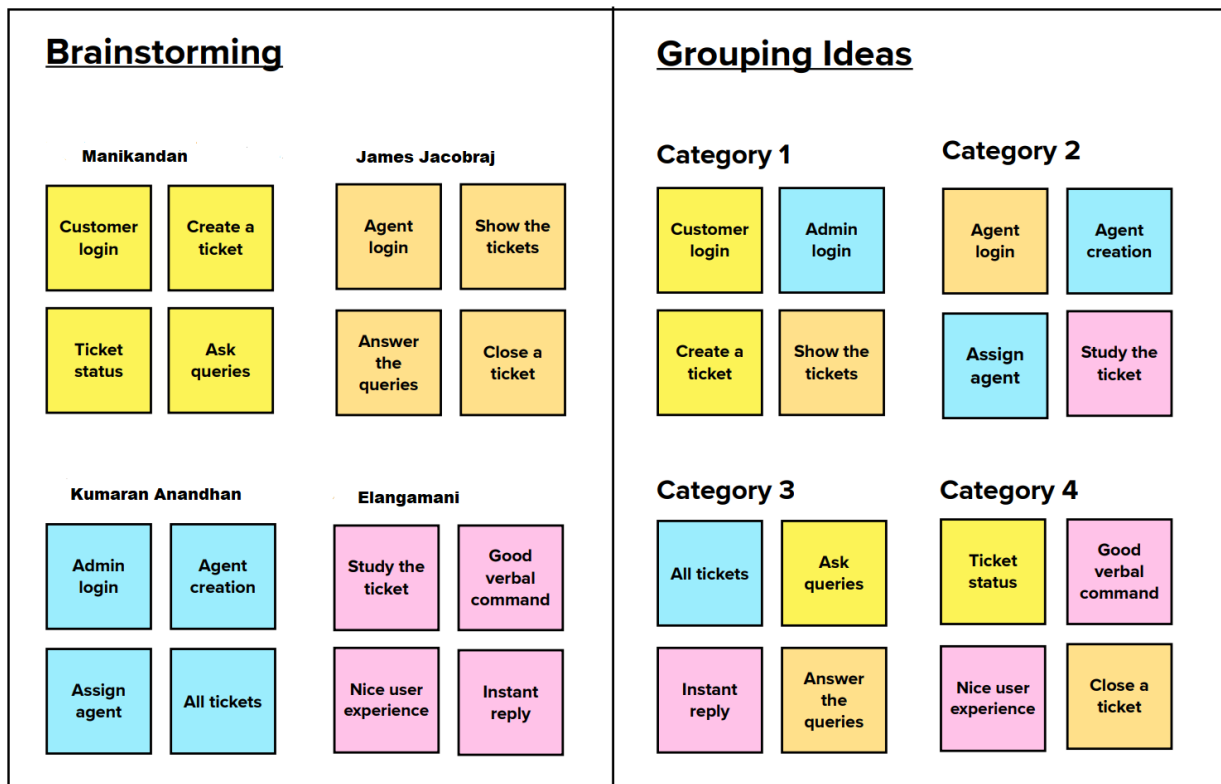 Brainstorming
Manikandan
Customer
login
Create a
ticket
Ticket
status
Ask
queries
James Jacobraj
Agent
login
Show the
tickets
Answer
the
queries
Close a
ticket
Kumaran Anandhan
Admin
login
Agent
creation
Assign
agent
All tickets
Elangamani
Study the
ticket
Good
verbal
command
Nice user
experience
Instant
reply
Grouping Ideas
Category 1
Customer
login
Admin
login
Create a
ticket
Show the
tickets
Category 2
Agent
login
Agent
creation
Assign
agent
Study the
ticket
Category 3
All tickets
Ask
queries
Instant
reply
Answer
the
queries
Category 4
Ticket
status
Good
verbal
command
Nice user
experience
Close a
ticket